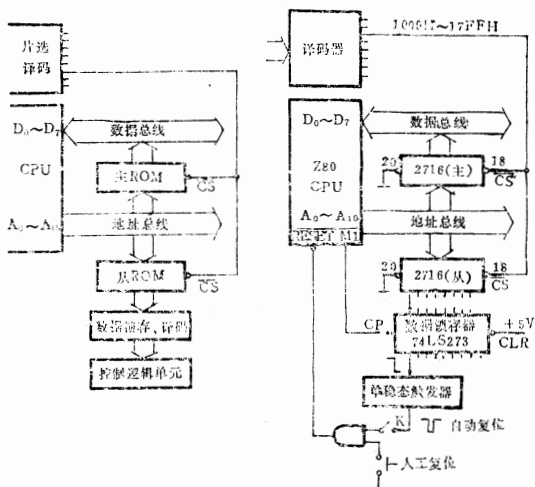 片选
译码
D₀~D₇
数据总线
CPU
主ROM
CS
A₀~A₁₀
地址总线
从ROM
CS
数据锁存、译码
控制逻辑单元
译码器
1000H~17FFH
D₀~D₇
数据总线
Z80
CPU
20
2716(主)
18
CS
A₀~A₁₀
地址总线
M1
20
2716(从)
18
CS
CP
数据锁存器
74LS273
+5V
CLR
单稳态触发器
K
自动复位
人工复位